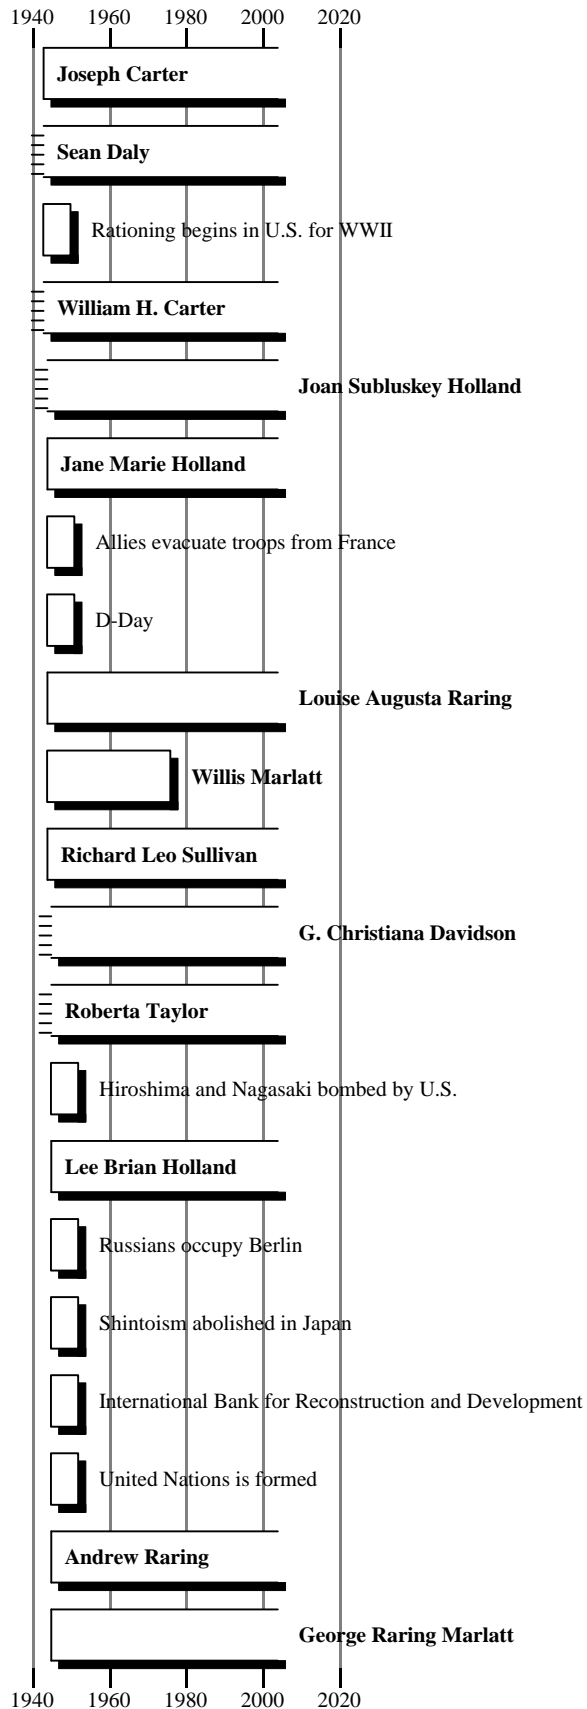 1940 1960 1980 2000 2020
Joseph Carter
Sean Daly
Rationing begins in U.S. for WWII
William H. Carter
Joan Subluskey Holland
Jane Marie Holland
Allies evacuate troops from France
D-Day
Louise Augusta Raring
Willis Marlatt
Richard Leo Sullivan
G. Christiana Davidson
Roberta Taylor
Hiroshima and Nagasaki bombed by U.S.
Lee Brian Holland
Russians occupy Berlin
Shintoism abolished in Japan
International Bank for Reconstruction and Development
United Nations is formed
Andrew Raring
George Raring Marlatt
1940 1960 1980 2000 2020